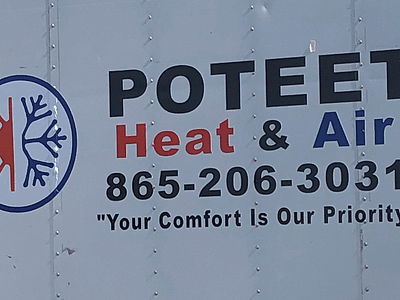 POTEET
Heat & Air
865-206-3031
"Your Comfort Is Our Priority